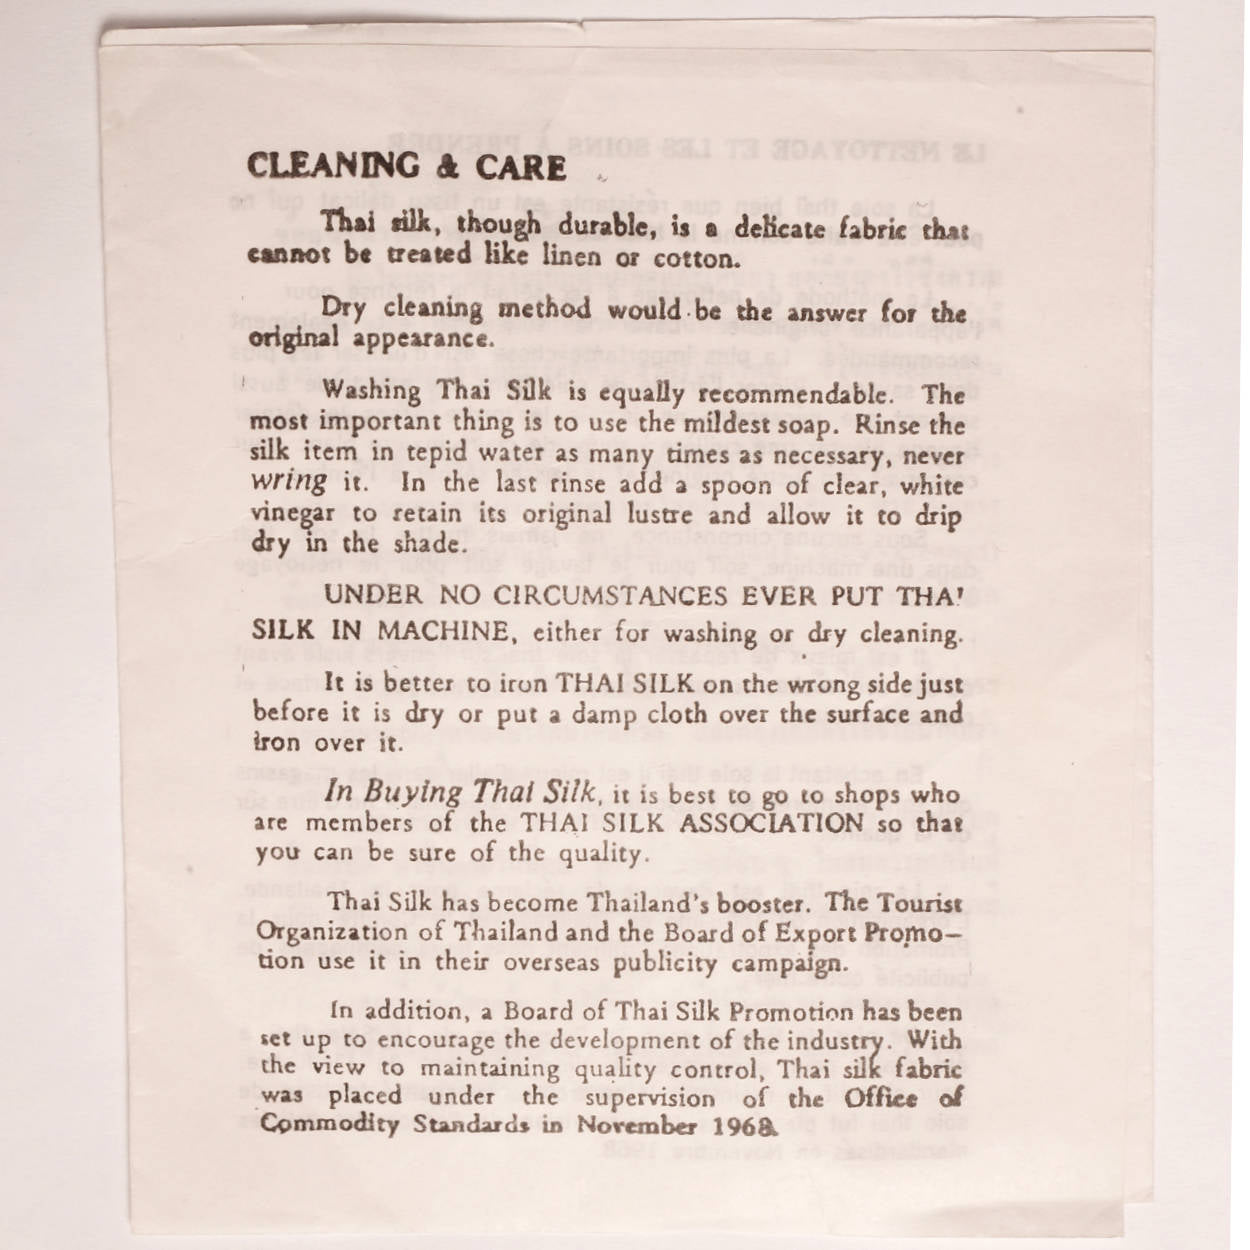 CLEANING & CARE
Thai silk, though durable, is a delicate fabric that
cannot be treated like linen or cotton.
Dry cleaning method would be the answer for the
original appearance.
Washing Thai Silk is equally recommendable. The
most important thing is to use the mildest soap. Rinse the
silk item in tepid water as many times as necessary, never
wring it. In the last rinse add a spoon of clear, white
vinegar to retain its original lustre and allow it to drip
dry in the shade.
UNDER NO CIRCUMSTANCES EVER PUT THAI
SILK IN MACHINE, either for washing or dry cleaning.
It is better to iron THAI SILK on the wrong side just
before it is dry or put a damp cloth over the surface and
iron over it.
In Buying Thai Silk, it is best to go to shops who
are members of the THAI SILK ASSOCIATION so that
you can be sure of the quality.
Thai Silk has become Thailand's booster. The Tourist
Organization of Thailand and the Board of Export Promo–
tion use it in their overseas publicity campaign.
In addition, a Board of Thai Silk Promotion has been
set up to encourage the development of the industry. With
the view to maintaining quality control, Thai silk fabric
was placed under the supervision of the Office of
Commodity Standards in November 1968.